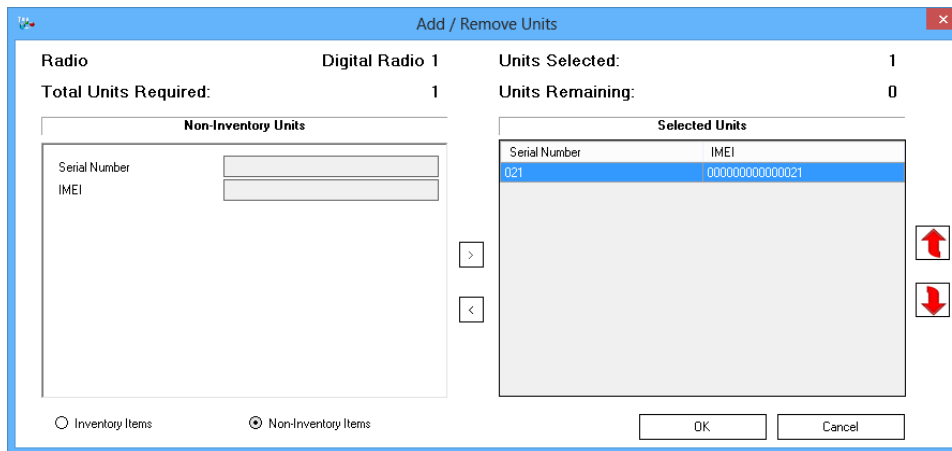 Add / Remove Units
Radio Digital Radio 1 Units Selected: 1
Total Units Required: 1 Units Remaining: 0
Non-Inventory Units Selected Units
Serial Number IMEI
Serial Number
021 000000000000021
IMEI
>
<
Inventory Items Non-Inventory Items OK Cancel